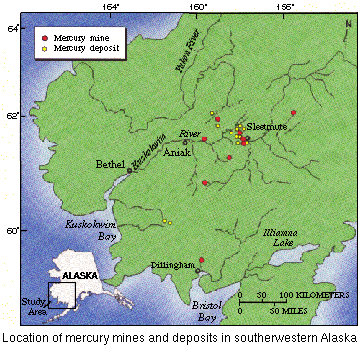 164°
160°
156°
64°
Mercury mine
Mercury deposit
Yukon River
62°
Sleetmute
Kuskokwim
River
Aniak
Bethel
Kuskokwim
Bay
60°
Illiamna
Lake
ALASKA
Dillingham
Study
Area
Bristol
Bay
0 50 100 KILOMETERS
0 50 MILES
Location of mercury mines and deposits in southwestern Alaska